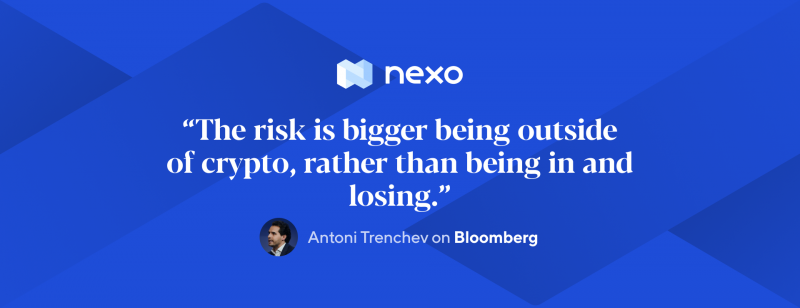 nexo
“The risk is bigger being outside
of crypto, rather than being in and
losing.”
Antoni Trenchev on Bloomberg